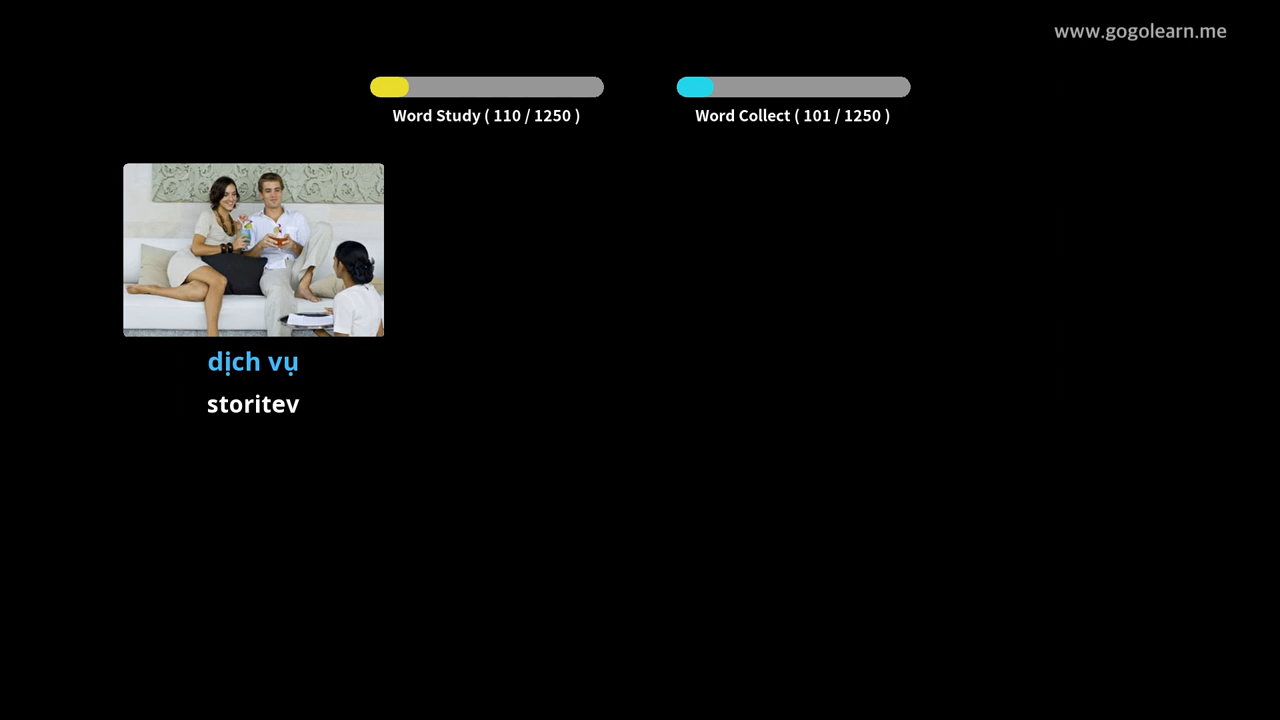 www.gogolearn.me
Word Study ( 110 / 1250 )
Word Collect ( 101 / 1250 )
dịch vụ
storitev